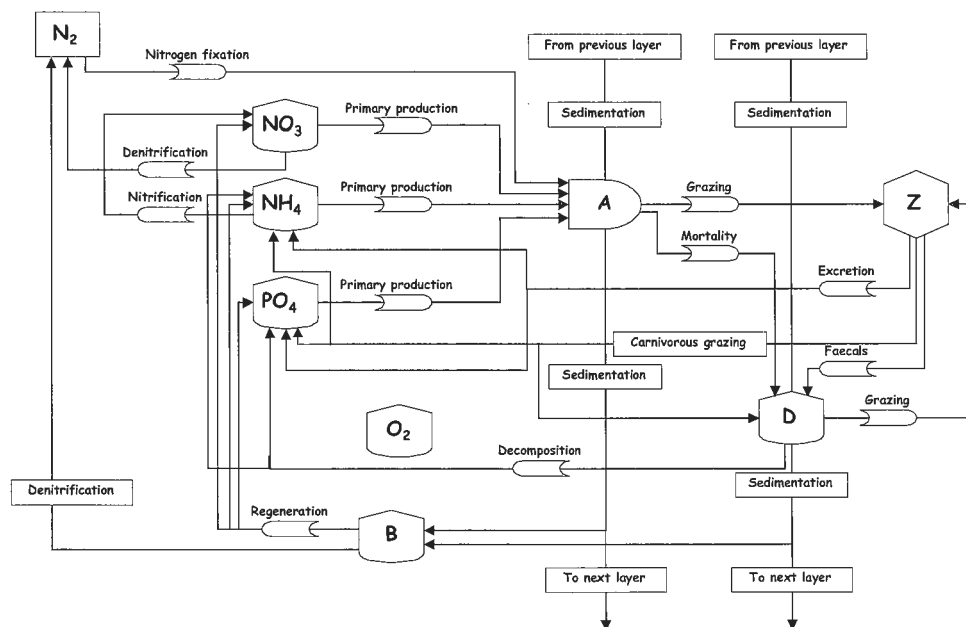 N₂
Nitrogen fixation
From previous layer
From previous layer
NO₃
Primary production
Sedimentation
Sedimentation
Denitrification
Nitrification
NH₄
Primary production
A
Grazing
Z
Mortality
Excretion
PO₄
Primary production
Carnivorous grazing
Faecals
Sedimentation
D
Grazing
O₂
Decomposition
Denitrification
Sedimentation
Regeneration
B
To next layer
To next layer